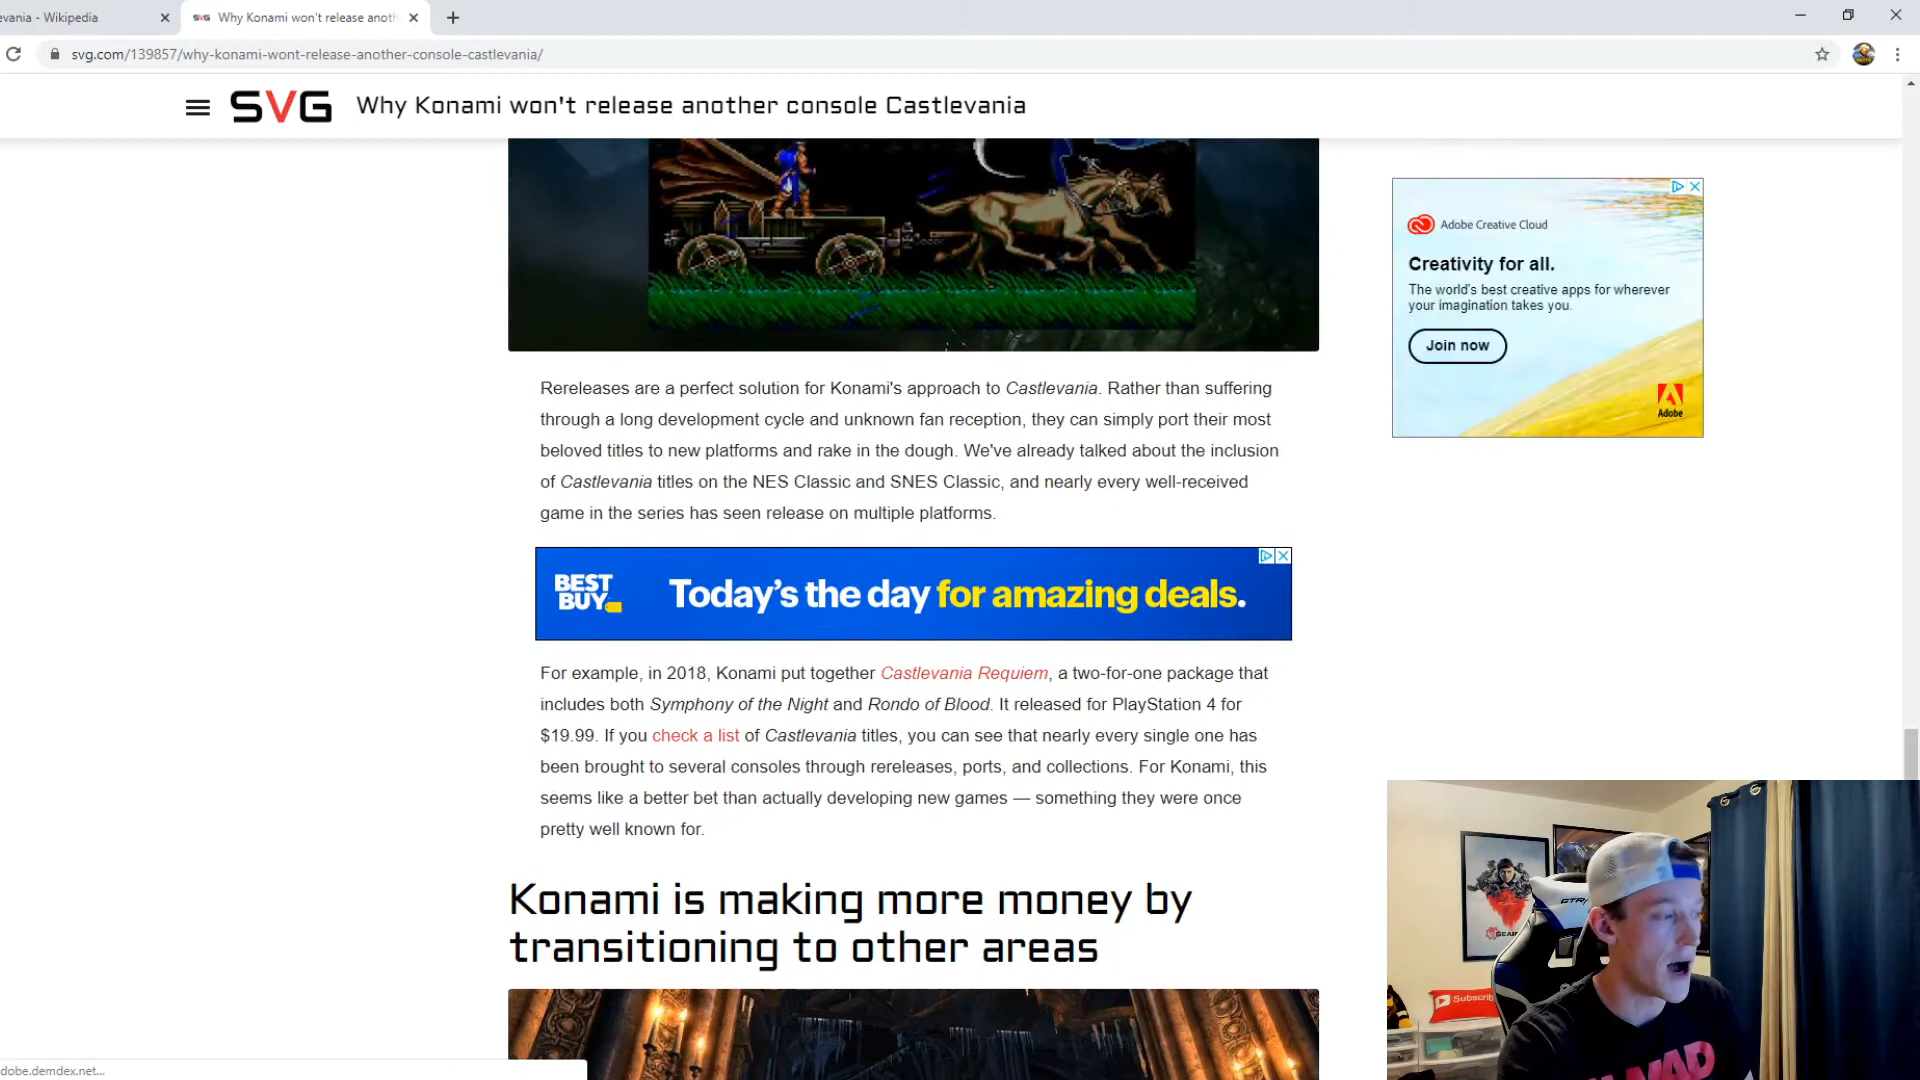 evania - Wikipedia
SVG Why Konami won't release anoth
svg.com/139857/why-konami-wont-release-another-console-castlevania/
SVG Why Konami won't release another console Castlevania
Adobe Creative Cloud
Creativity for all.
The world's best creative apps for wherever
your imagination takes you.
Join now
Adobe
Rereleases are a perfect solution for Konami's approach to Castlevania. Rather than suffering
through a long development cycle and unknown fan reception, they can simply port their most
beloved titles to new platforms and rake in the dough. We've already talked about the inclusion
of Castlevania titles on the NES Classic and SNES Classic, and nearly every well-received
game in the series has seen release on multiple platforms.
BEST
BUY
Today's the day for amazing deals.
For example, in 2018, Konami put together Castlevania Requiem, a two-for-one package that
includes both Symphony of the Night and Rondo of Blood. It released for PlayStation 4 for
$19.99. If you check a list of Castlevania titles, you can see that nearly every single one has
been brought to several consoles through rereleases, ports, and collections. For Konami, this
seems like a better bet than actually developing new games — something they were once
pretty well known for.
Konami is making more money by
transitioning to other areas
GTR
GEAR
Subscrib
MAD
dobe.demdex.net...